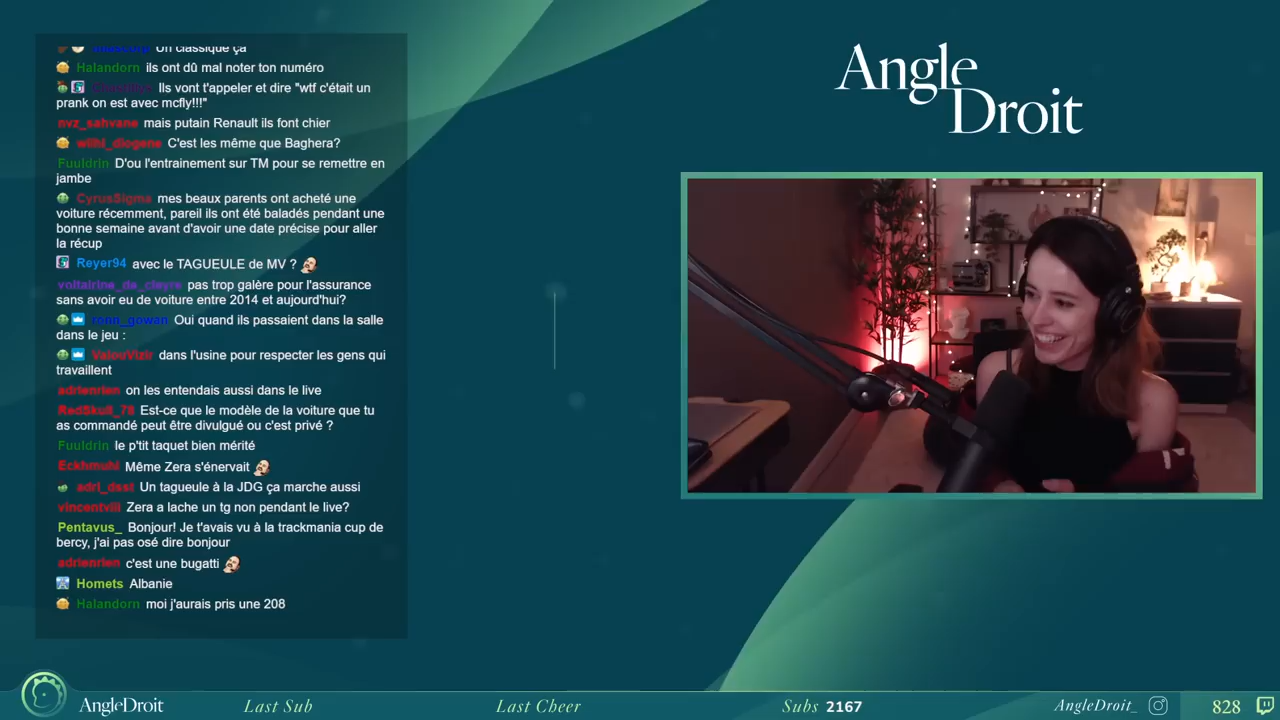 Un classique ça
Halandorn ils ont dû mal noter ton numéro
Ils vont t'appeler et dire "wtf c'était un
prank on est avec mcfly!!!"
nvz_sahvane mais putain Renault ils font chier
C'est les même que Baghera?
Fuuldrin D'ou l'entrainement sur TM pour se remettre en
jambe
CyrusSigma mes beaux parents ont acheté une
voiture récemment, pareil ils ont été baladés pendant une
bonne semaine avant d'avoir une date précise pour aller
la récup
Reyer94 avec le TAGUEULE de MV ?
voltairine_de_cleyre pas trop galère pour l'assurance
sans avoir eu de voiture entre 2014 et aujourd'hui?
ronn_gowan Oui quand ils passaient dans la salle
dans le jeu :
ValouVizir dans l'usine pour respecter les gens qui
travaillent
adrienrien on les entendais aussi dans le live
RedSkull_78 Est-ce que le modèle de la voiture que tu
as commandé peut être divulgué ou c'est privé ?
Fuuldrin le p'tit taquet bien mérité
Eckhmuhl Même Zera s'énervait
adri_dsst Un tagueule à la JDG ça marche aussi
Zera a lache un tg non pendant le live?
Pentavus_ Bonjour! Je t'avais vu à la trackmania cup de
bercy, j'ai pas osé dire bonjour
adrienrien c'est une bugatti
Homets Albanie
Halandorn moi j'aurais pris une 208
Angle
Droit
AngleDroit
Last Sub
Last Cheer
Subs 2167
AngleDroit_
828